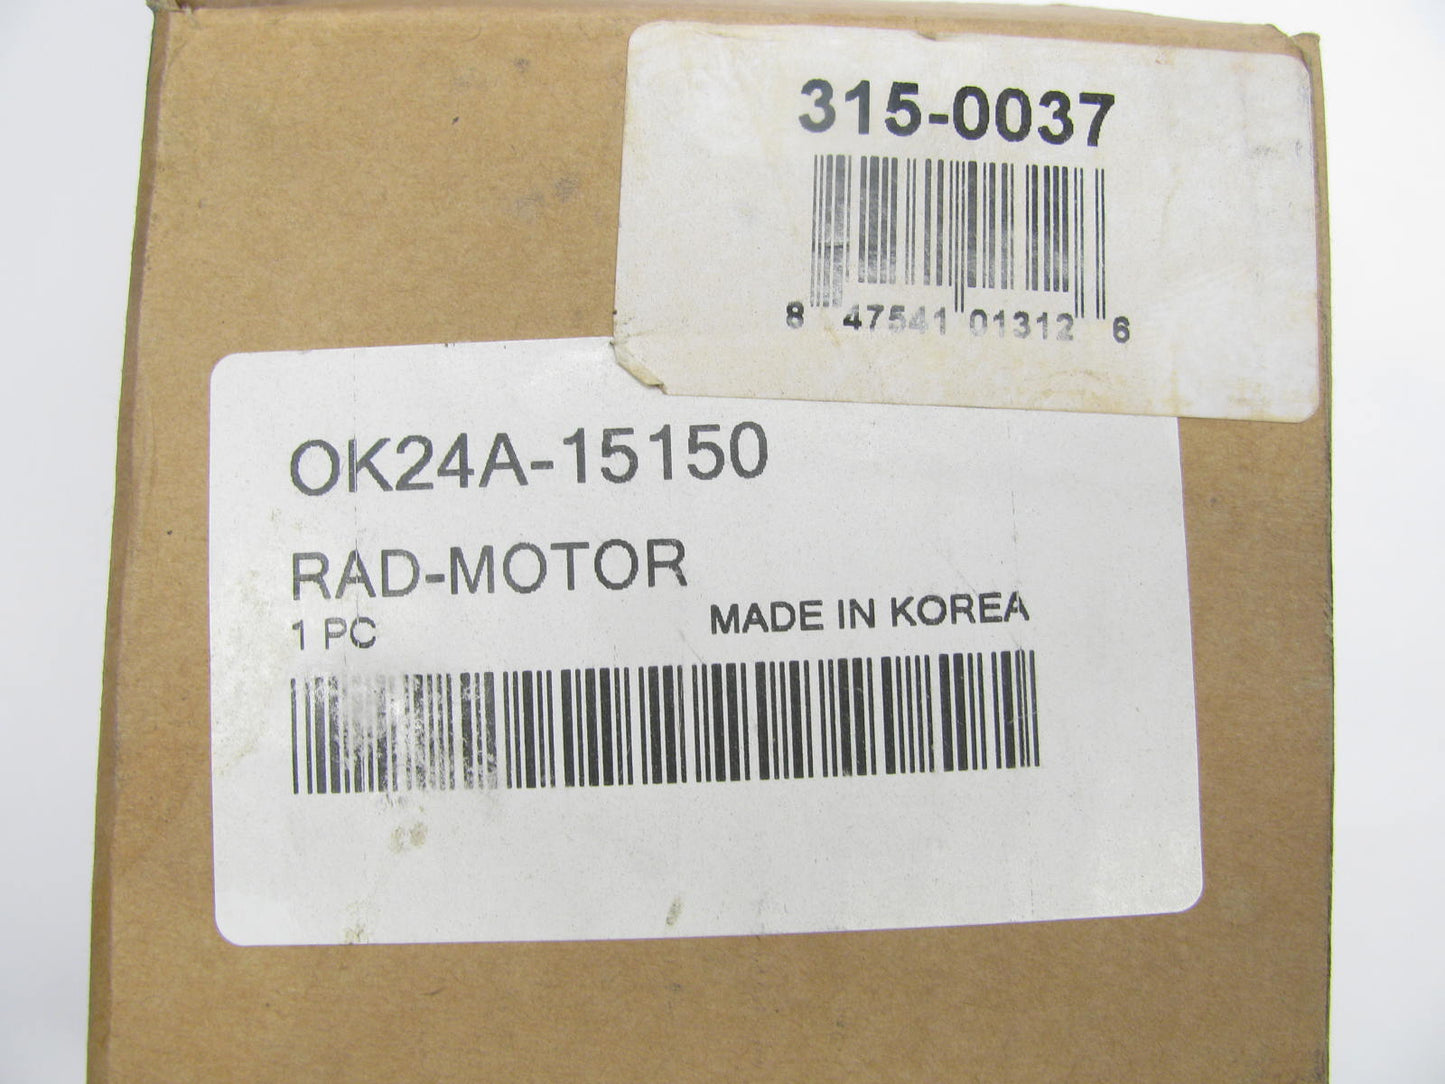 315-0037
8 47541 01312 6
OK24A-15150
RAD-MOTOR
1 PC
MADE IN KOREA